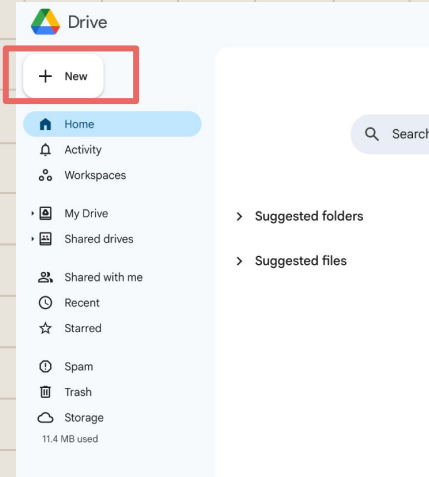 Drive
New
Home
Activity
Workspaces
My Drive
Shared drives
Shared with me
Recent
Starred
Spam
Trash
Storage
11.4 MB used
Search
Suggested folders
Suggested files